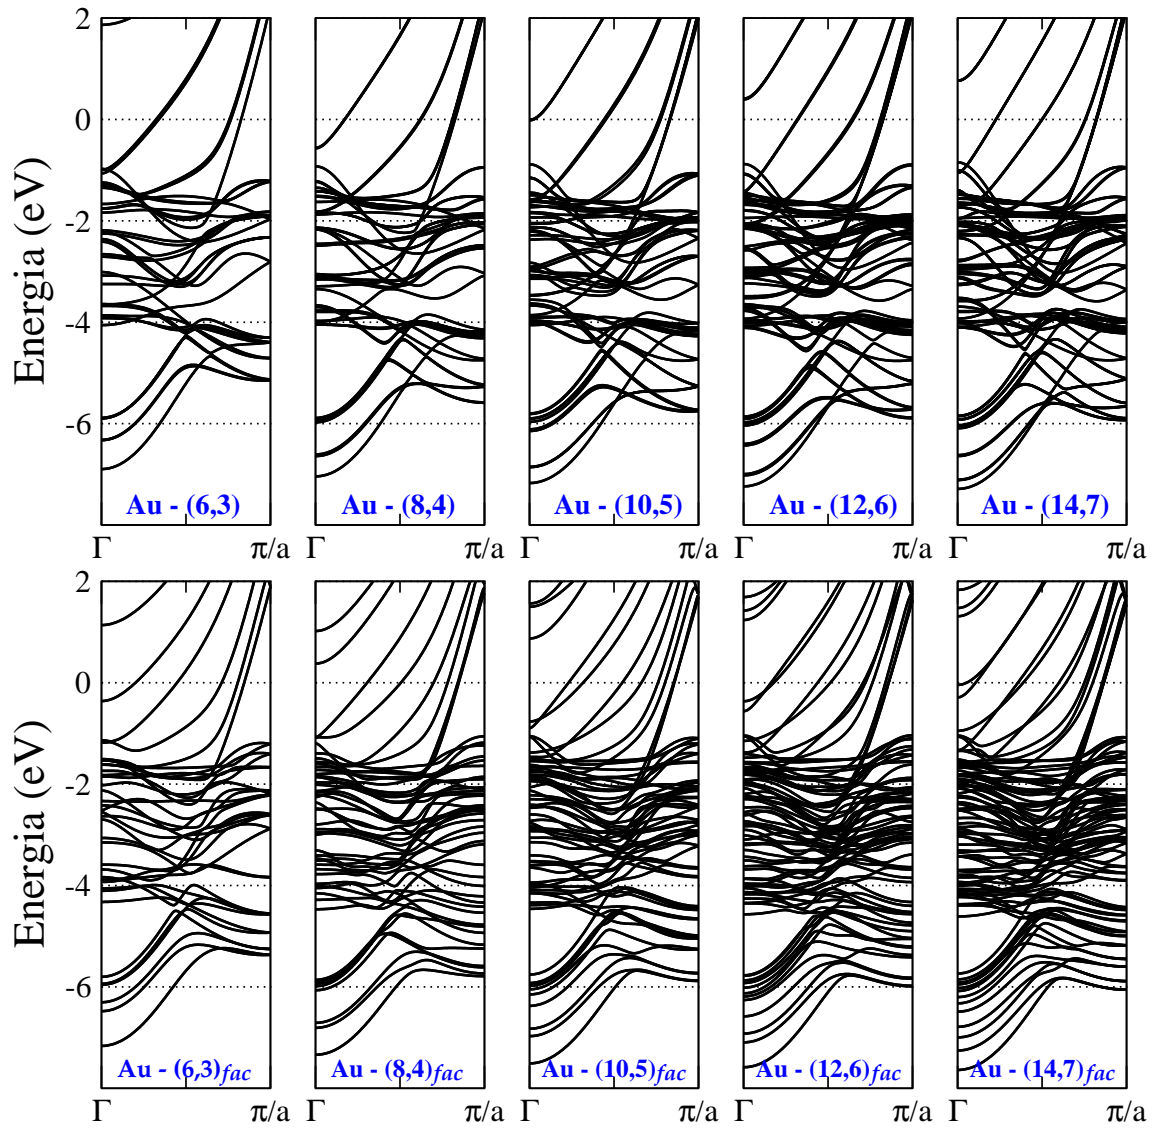 2
0
-2
-4
-6
Energia (eV)
Au - (6,3)
Au - (8,4)
Au - (10,5)
Au - (12,6)
Au - (14,7)
Γ π/a Γ π/a Γ π/a Γ π/a Γ π/a
2
0
-2
-4
-6
Energia (eV)
Au - (6,3)fac
Au - (8,4)fac
Au - (10,5)fac
Au - (12,6)fac
Au - (14,7)fac
Γ π/a Γ π/a Γ π/a Γ π/a Γ π/a